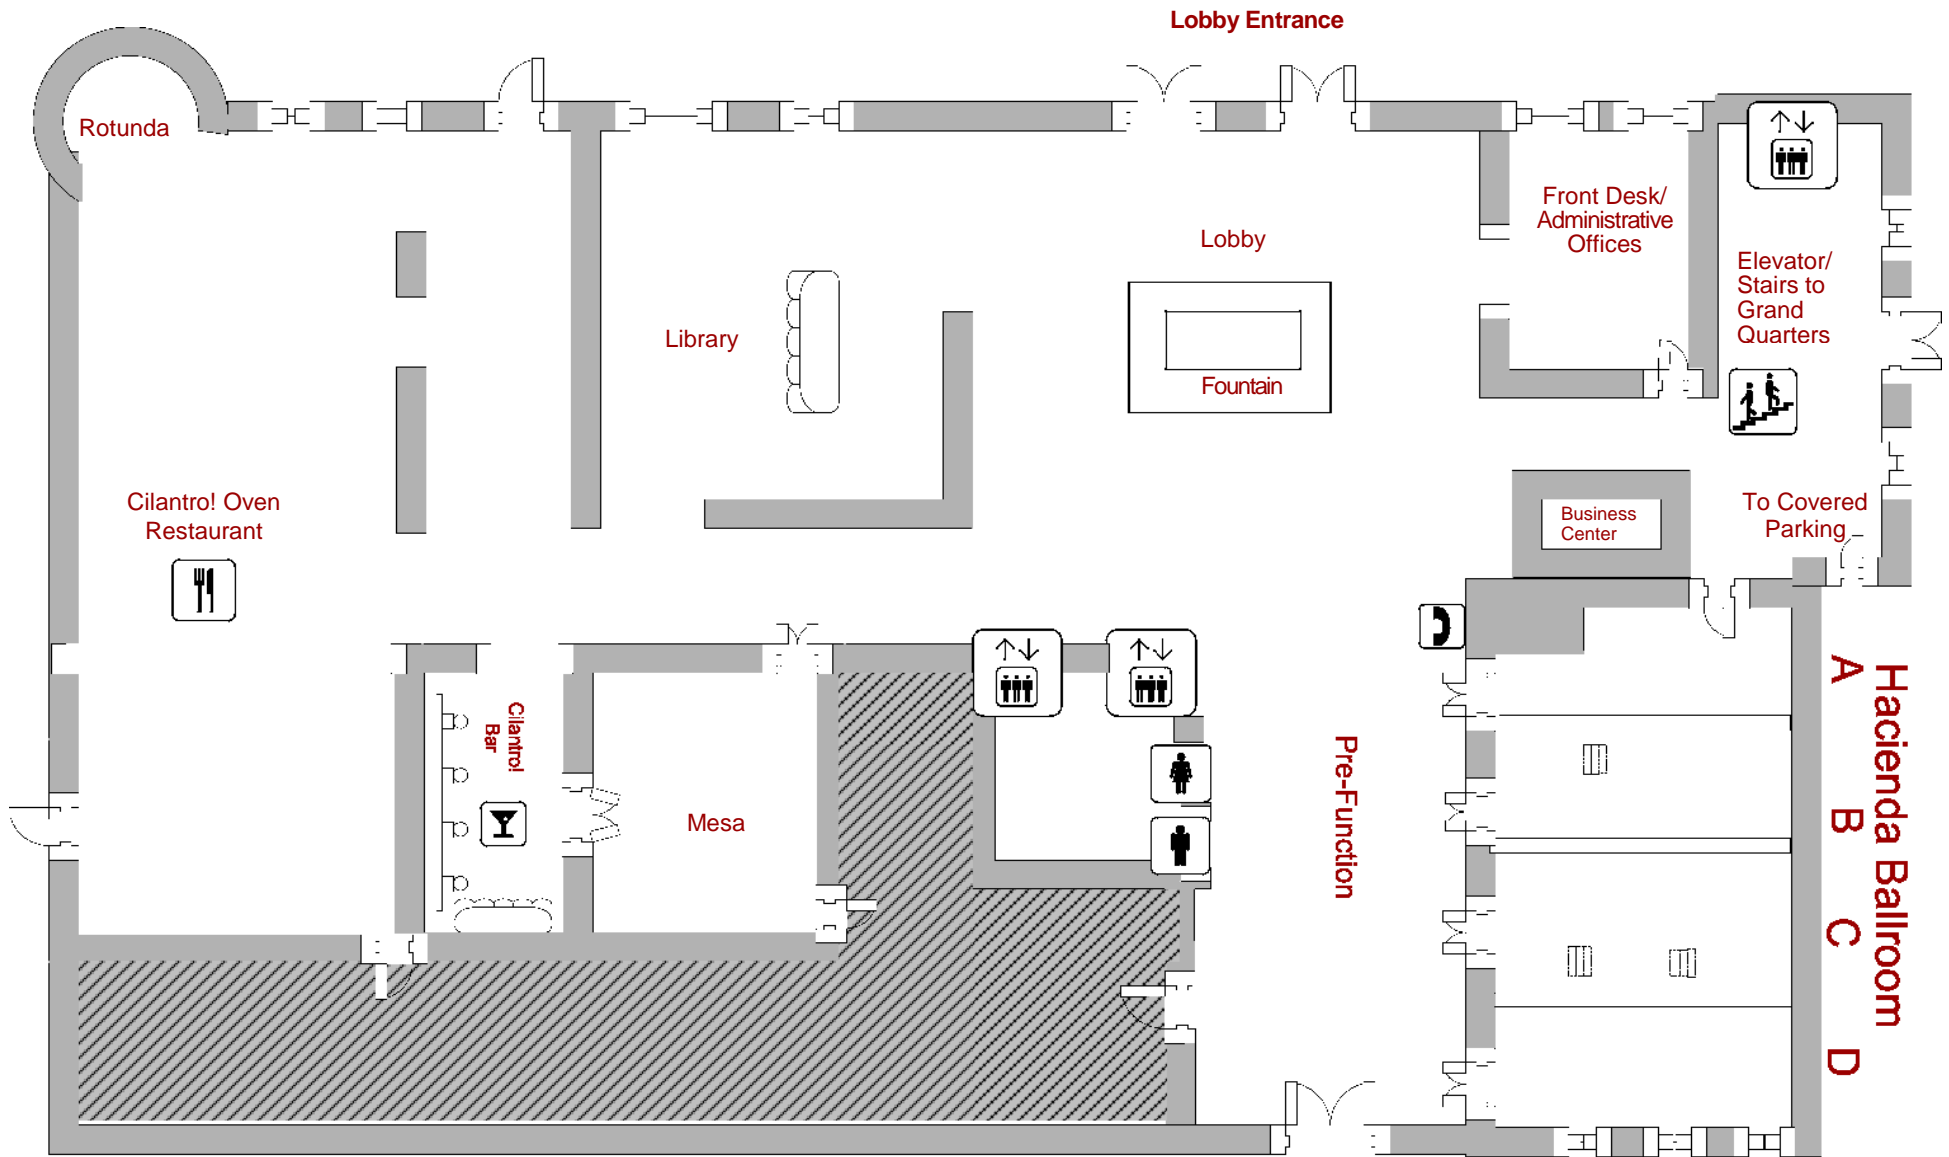 Lobby Entrance
Rotunda
Front Desk/
Administrative
Offices
Lobby
Elevator/
Stairs to
Grand
Quarters
Library
Fountain
Cilantro! Oven
Restaurant
Business
Center
To Covered
Parking
Cilantro!
Bar
Mesa
Pre-Function
Hacienda Ballroom
A
B
C
D